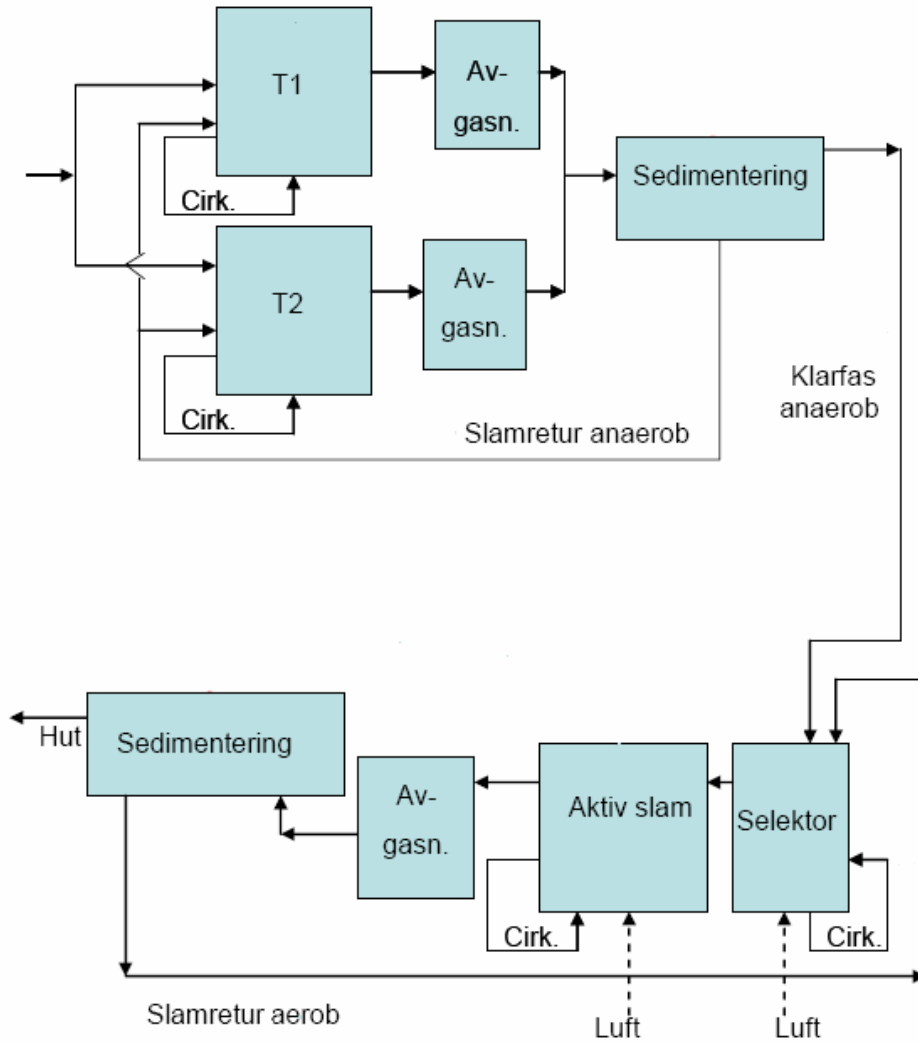 T1
Av-
gasn.
Cirk.
Sedimentering
T2
Av-
gasn.
Cirk.
Slamretur anaerob
Klarfas
anaerob
Hut
Sedimentering
Av-
gasn.
Aktiv slam
Selektor
Cirk.
Cirk.
Slamretur aerob
Luft
Luft